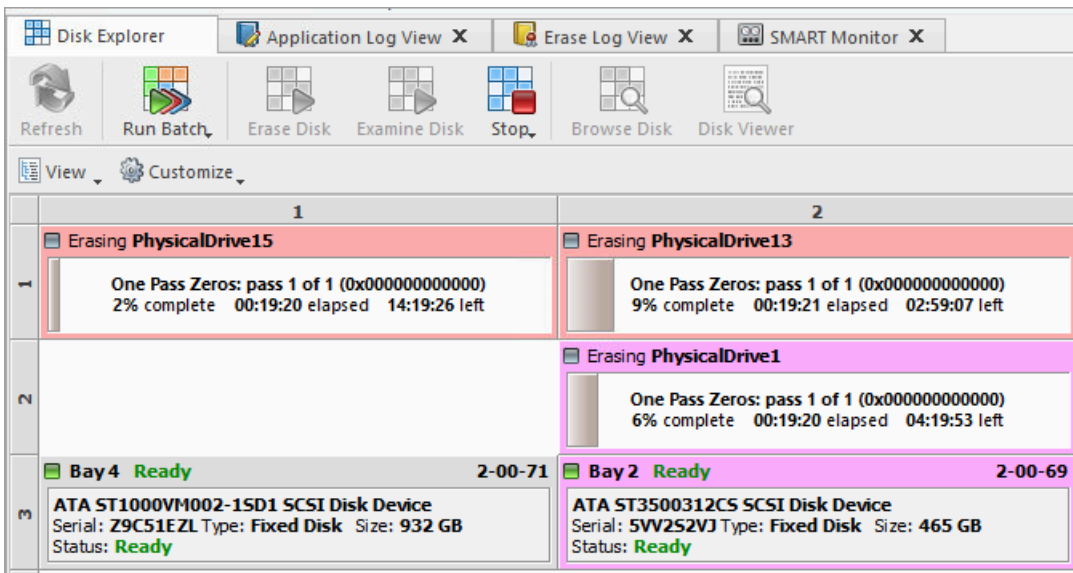 Disk Explorer Application Log View X Erase Log View X SMART Monitor X
Refresh Run Batch Erase Disk Examine Disk Stop Browse Disk Disk Viewer
View Customize
1 2
1
Erasing PhysicalDrive15
One Pass Zeros: pass 1 of 1 (0x000000000000)
2% complete 00:19:20 elapsed 14:19:26 left
Erasing PhysicalDrive13
One Pass Zeros: pass 1 of 1 (0x000000000000)
9% complete 00:19:21 elapsed 02:59:07 left
2
Erasing PhysicalDrive1
One Pass Zeros: pass 1 of 1 (0x000000000000)
6% complete 00:19:20 elapsed 04:19:53 left
3
Bay 4 Ready 2-00-71
ATA ST1000VM002-1SD1 SCSI Disk Device
Serial: Z9C51EZL Type: Fixed Disk Size: 932 GB
Status: Ready
Bay 2 Ready 2-00-69
ATA ST3500312CS SCSI Disk Device
Serial: 5VV2S2VJ Type: Fixed Disk Size: 465 GB
Status: Ready